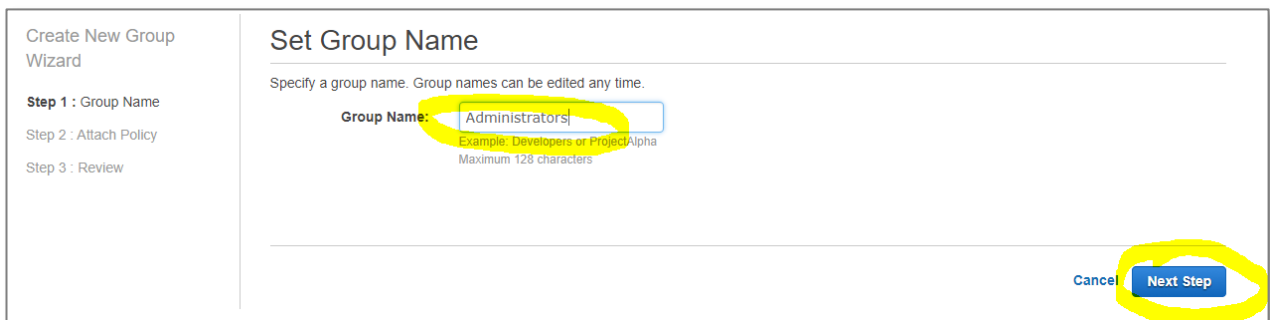 Create New Group
Wizard
Step 1 : Group Name
Step 2 : Attach Policy
Step 3 : Review
Set Group Name
Specify a group name. Group names can be edited any time.
Group Name: Administrators
Example: Developers or ProjectAlpha
Maximum 128 characters
Cancel Next Step